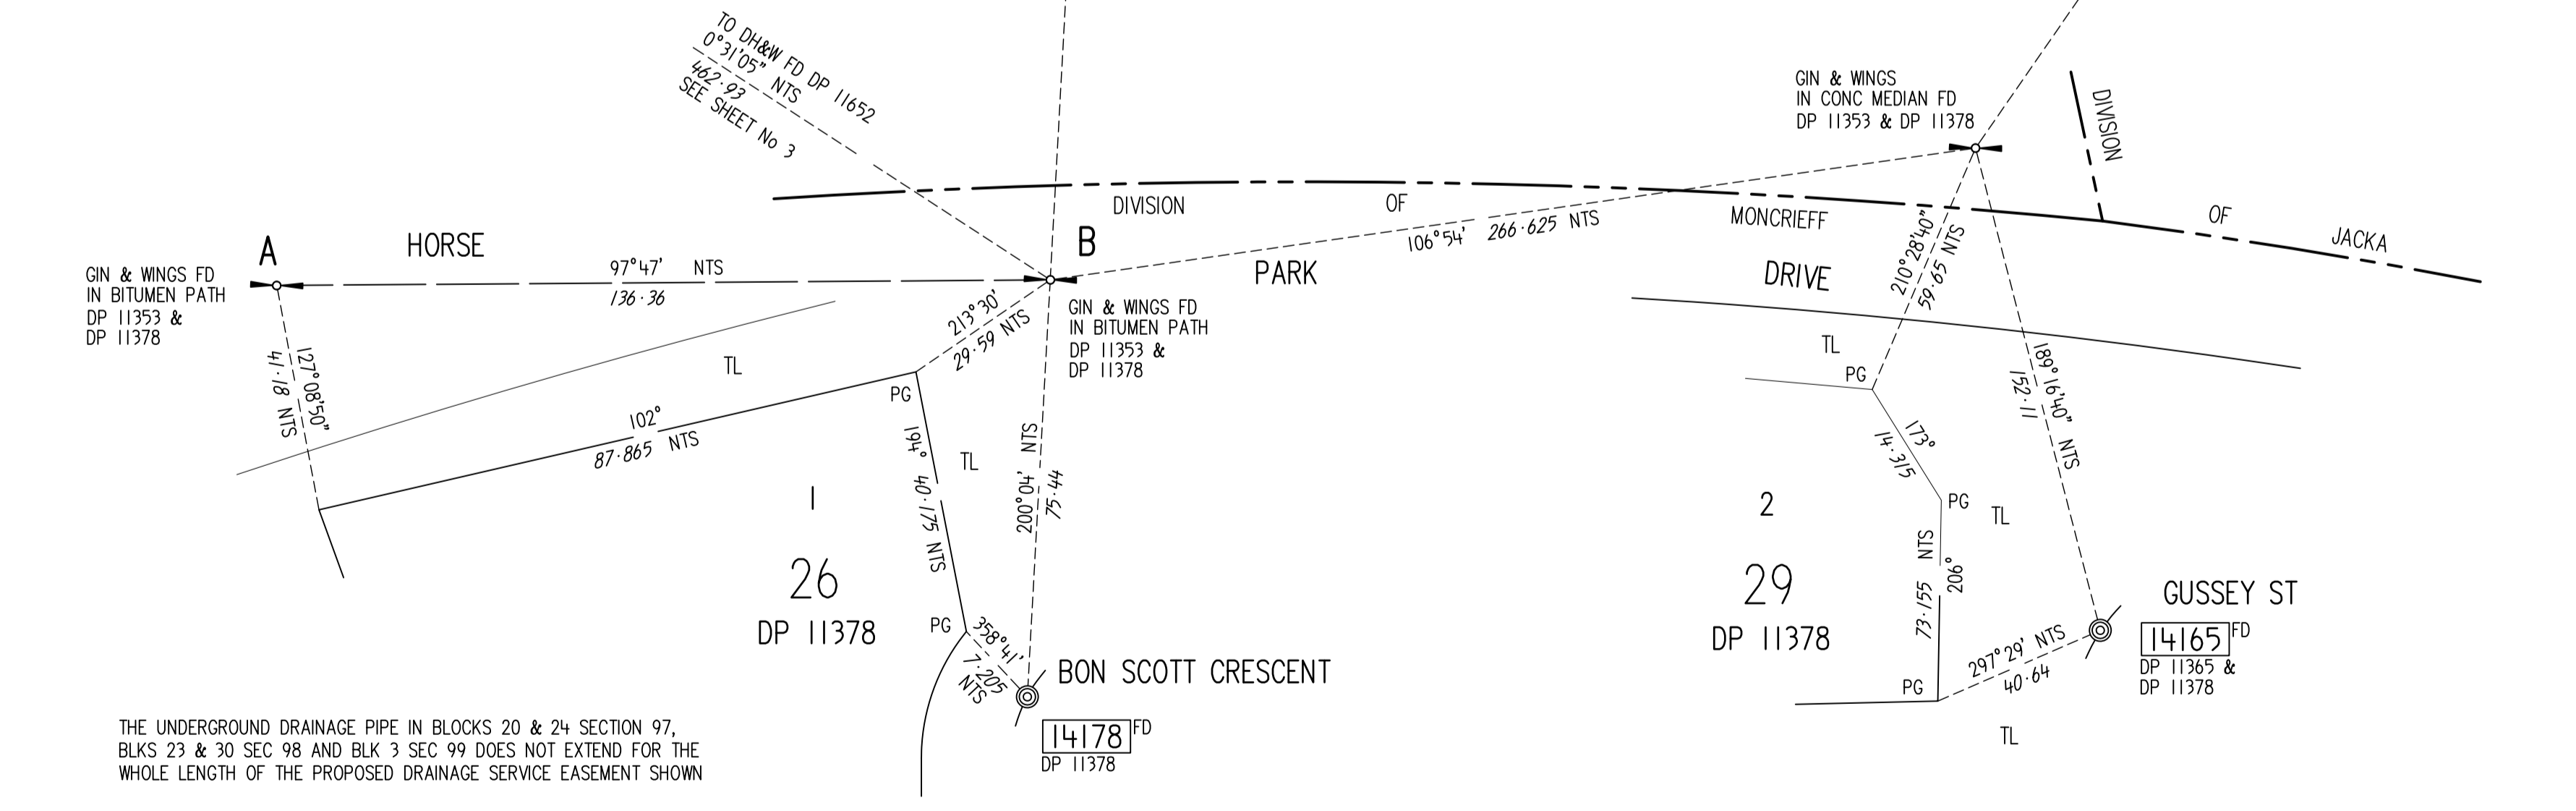 TO DH&W FD DP 11652
0°31'05" NTS
462·93
SEE SHEET No 3
GIN & WINGS
IN CONC MEDIAN FD
DP 11353 & DP 11378
DIVISION
DIVISION OF MONCRIEFF
OF JACKA
A
HORSE PARK DRIVE
B
GIN & WINGS FD
IN BITUMEN PATH
DP 11353 &
DP 11378
97°47' NTS
136·36
106°54' 266·625 NTS
GIN & WINGS FD
IN BITUMEN PATH
DP 11353 &
DP 11378
213°30'
29·59 NTS
210°28'40"
59·65 NTS
127°08'50"
41·18 NTS
TL
102°
87·865 NTS
PG
194° 40·175 NTS
TL
200°04' NTS
75·44
TL
PG
173°
14·315
189°16'40" NTS
152·11
1
26
DP 11378
PG
358°41'
7·205
NTS
BON SCOTT CRESCENT
14178 FD
DP 11378
2
29
DP 11378
PG
TL
73·155 NTS
206°
GUSSEY ST
14165 FD
DP 11365 &
DP 11378
297°29' NTS
40·64
PG
TL
THE UNDERGROUND DRAINAGE PIPE IN BLOCKS 20 & 24 SECTION 97,
BLKS 23 & 30 SEC 98 AND BLK 3 SEC 99 DOES NOT EXTEND FOR THE
WHOLE LENGTH OF THE PROPOSED DRAINAGE SERVICE EASEMENT SHOWN